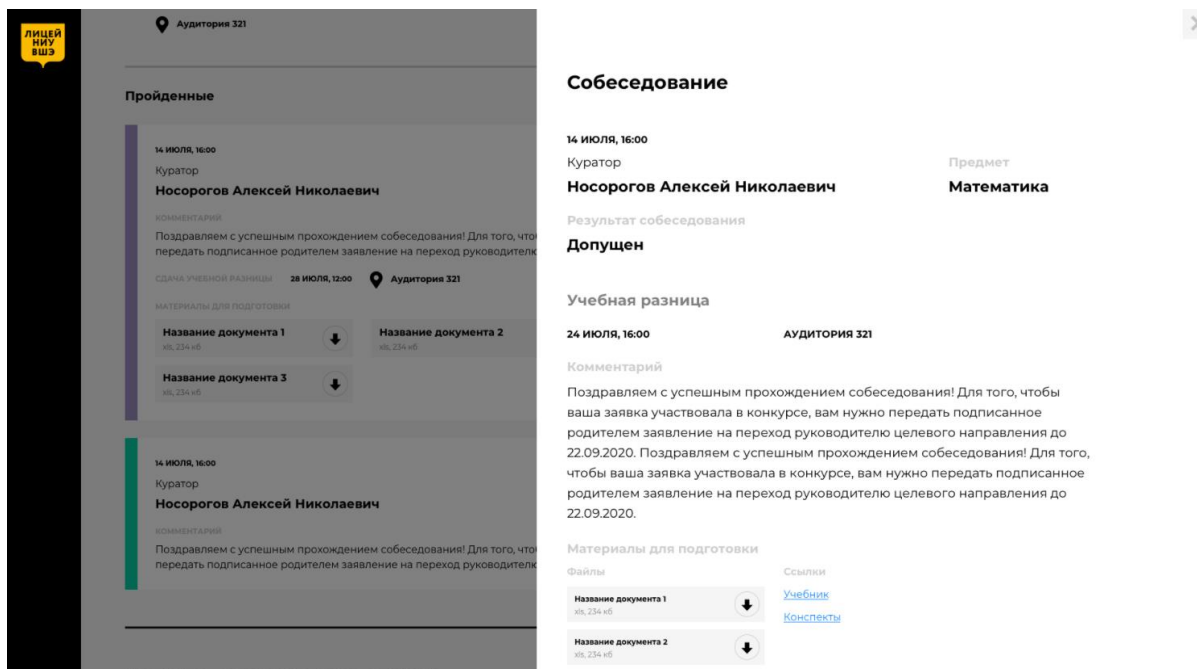 ЛИЦЕЙ
НИУ
ВШЭ
Аудитория 321
Пройденные
14 ИЮЛЯ, 16:00
Куратор
Носорогов Алексей Николаевич
КОММЕНТАРИЙ
Поздравляем с успешным прохождением собеседования! Для того, что
передать подписанное родителем заявление на переход руководителю
СДАЧА УЧЕБНОЙ РАЗНИЦЫ 28 ИЮЛЯ, 12:00 Аудитория 321
МАТЕРИАЛЫ ДЛЯ ПОДГОТОВКИ
Название документа 1 Название документа 2
xls, 234 кб xls, 234 кб
Название документа 3
xls, 234 кб
14 ИЮЛЯ, 16:00
Куратор
Носорогов Алексей Николаевич
КОММЕНТАРИЙ
Поздравляем с успешным прохождением собеседования! Для того, что
передать подписанное родителем заявление на переход руководителю
Собеседование
14 ИЮЛЯ, 16:00
Куратор Предмет
Носорогов Алексей Николаевич Математика
Результат собеседования
Допущен
Учебная разница
24 ИЮЛЯ, 16:00 АУДИТОРИЯ 321
Комментарий
Поздравляем с успешным прохождением собеседования! Для того, чтобы
ваша заявка участвовала в конкурсе, вам нужно передать подписанное
родителем заявление на переход руководителю целевого направления до
22.09.2020. Поздравляем с успешным прохождением собеседования! Для того,
чтобы ваша заявка участвовала в конкурсе, вам нужно передать подписанное
родителем заявление на переход руководителю целевого направления до
22.09.2020.
Материалы для подготовки
Файлы Ссылки
Название документа 1 Учебник
xls, 234 кб Конспекты
Название документа 2
xls, 234 кб